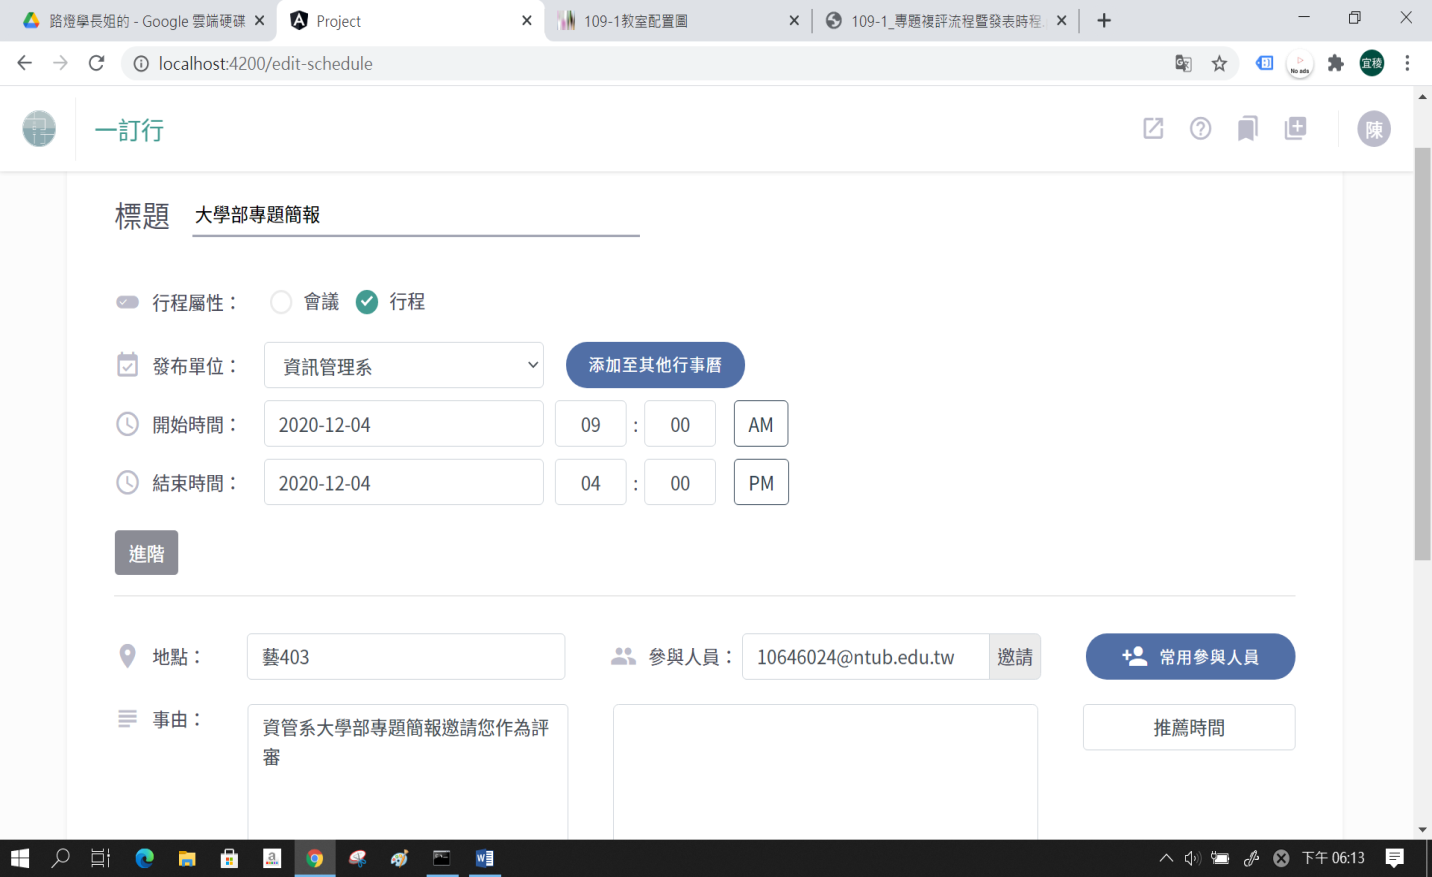 路燈學長姐的 - Google 雲端硬碟
Project
109-1教室配置圖
109-1_專題複評流程暨發表時程
localhost:4200/edit-schedule
No ads
宜稜
一訂行
陳
標題 大學部專題簡報
行程屬性： 會議 行程
發布單位： 資訊管理系 添加至其他行事曆
開始時間： 2020-12-04 09 : 00 AM
結束時間： 2020-12-04 04 : 00 PM
進階
地點： 藝403 參與人員： 10646024@ntub.edu.tw 邀請 常用參與人員
事由： 資管系大學部專題簡報邀請您作為評
審
推薦時間
下午 06:13